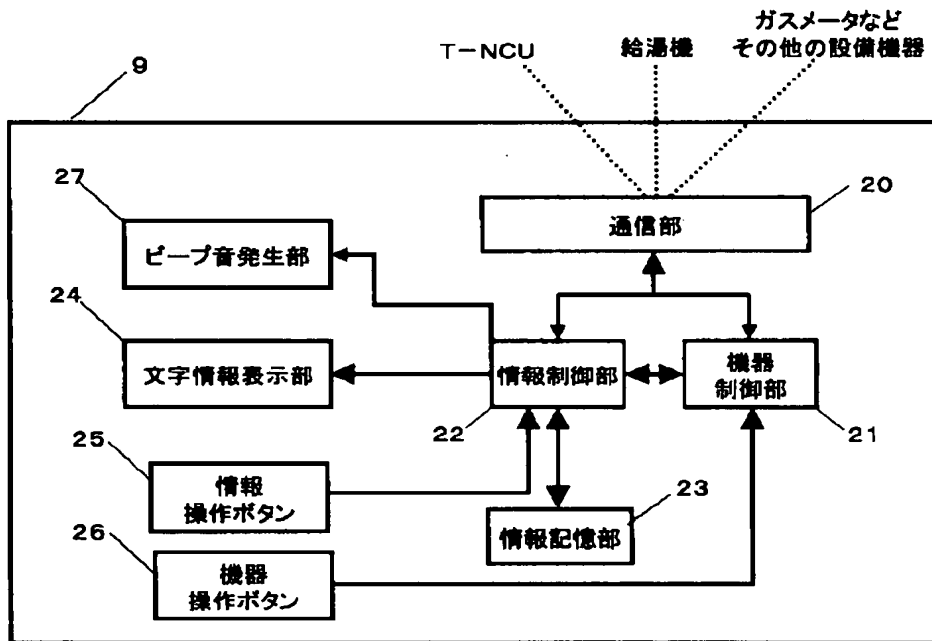 ガスメータなど
T－NCU
給湯機
その他の設備機器
9
27
20
ビープ音発生部
通信部
24
文字情報表示部
情報制御部
機器
制御部
22
21
25
情報
操作ボタン
23
情報記憶部
26
機器
操作ボタン